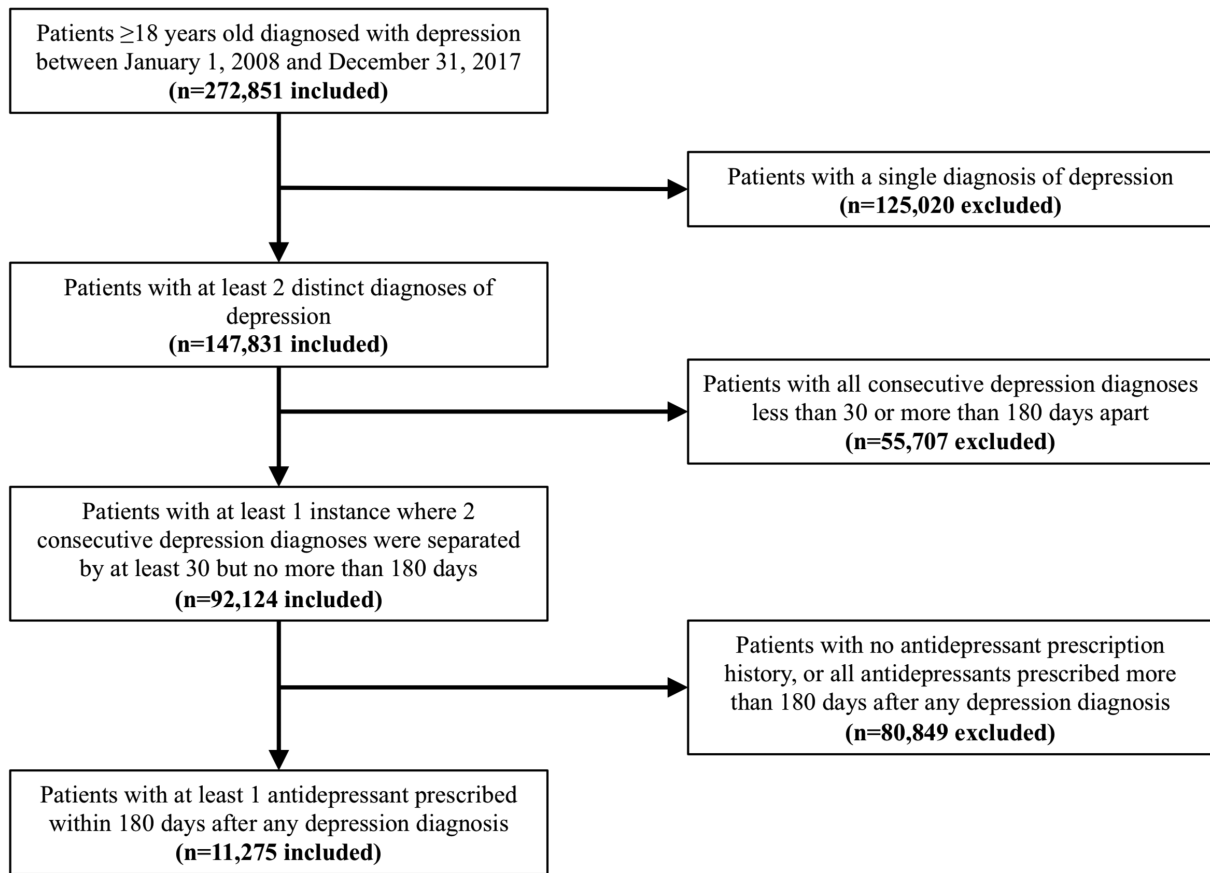 Patients ≥18 years old diagnosed with depression
between January 1, 2008 and December 31, 2017
(n=272,851 included)
Patients with a single diagnosis of depression
(n=125,020 excluded)
Patients with at least 2 distinct diagnoses of
depression
(n=147,831 included)
Patients with all consecutive depression diagnoses
less than 30 or more than 180 days apart
(n=55,707 excluded)
Patients with at least 1 instance where 2
consecutive depression diagnoses were separated
by at least 30 but no more than 180 days
(n=92,124 included)
Patients with no antidepressant prescription
history, or all antidepressants prescribed more
than 180 days after any depression diagnosis
(n=80,849 excluded)
Patients with at least 1 antidepressant prescribed
within 180 days after any depression diagnosis
(n=11,275 included)